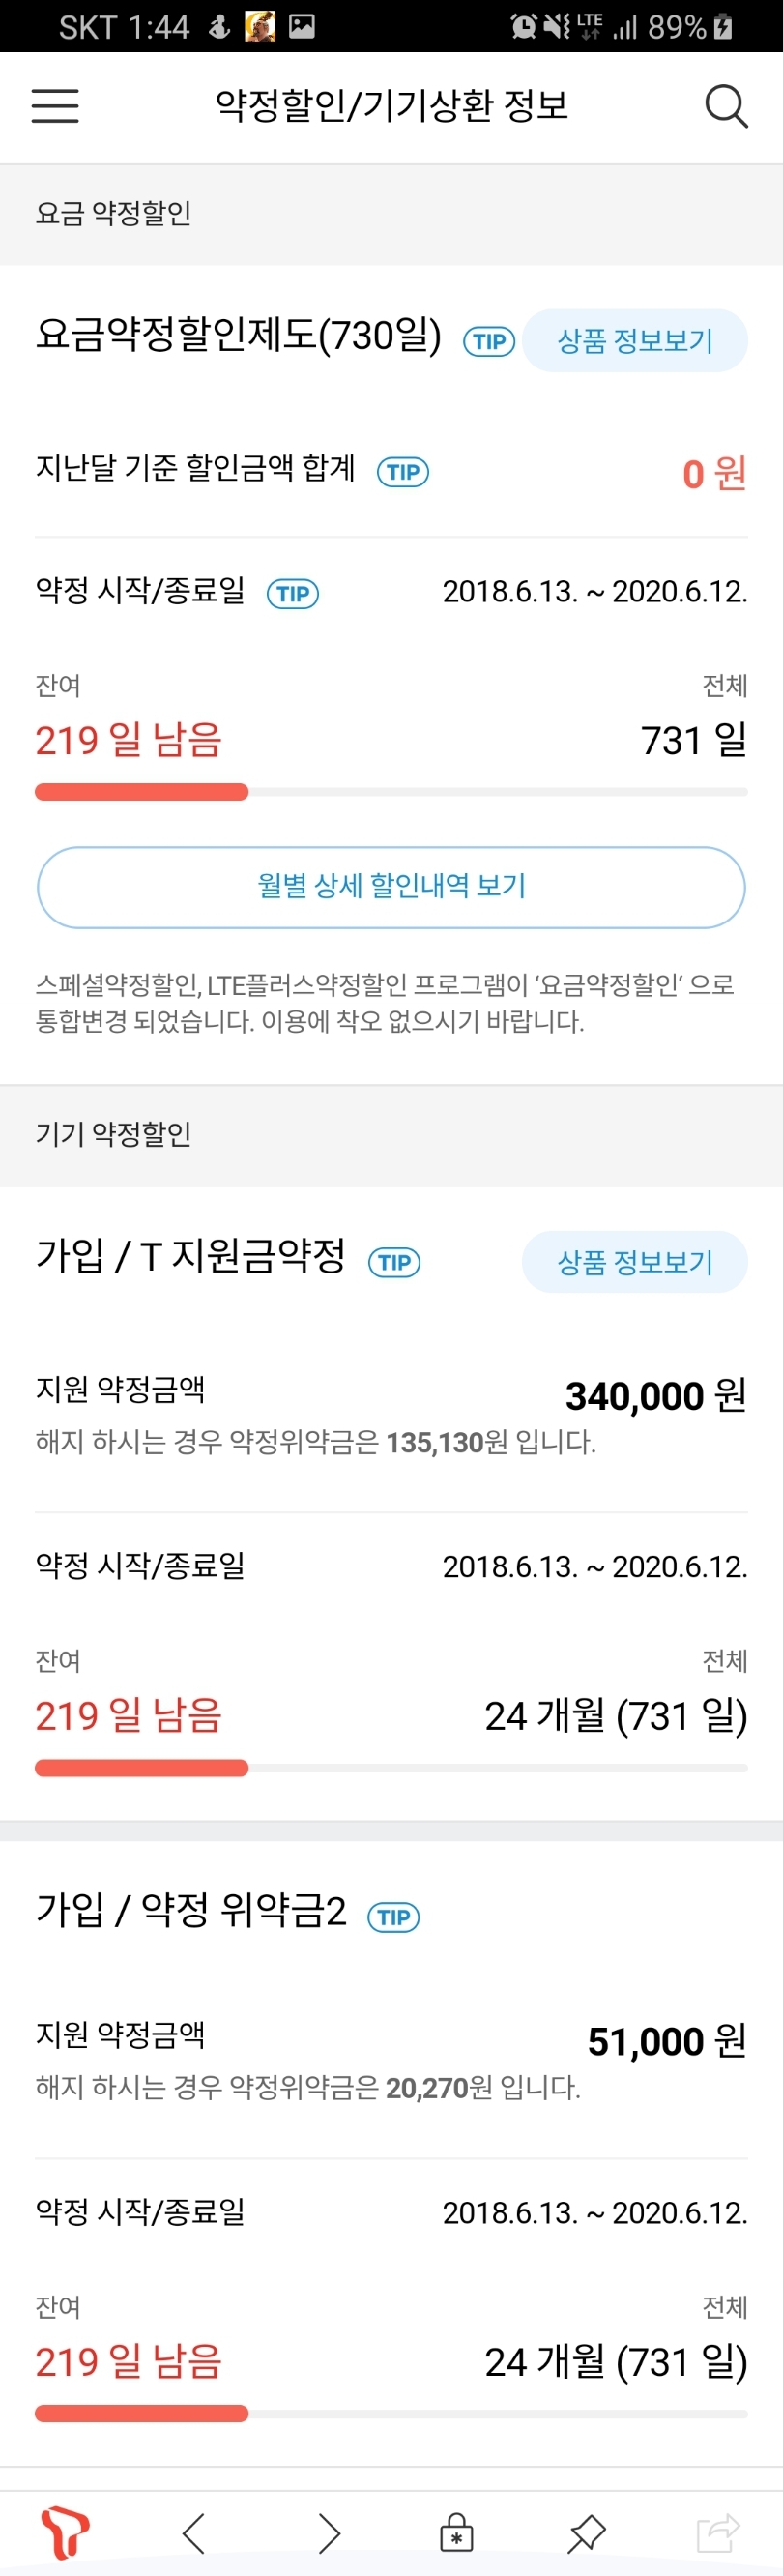 SKT 1:44 LTE 89%
약정할인/기기상환 정보
요금 약정할인
요금약정할인제도(730일) TIP 상품 정보보기
지난달 기준 할인금액 합계 TIP 0 원
약정 시작/종료일 TIP 2018.6.13. ~ 2020.6.12.
잔여 전체
219 일 남음 731 일
월별 상세 할인내역 보기
스페셜약정할인, LTE플러스약정할인 프로그램이 ‘요금약정할인‘ 으로
통합변경 되었습니다. 이용에 착오 없으시기 바랍니다.
기기 약정할인
가입 / T 지원금약정 TIP 상품 정보보기
지원 약정금액 340,000 원
해지 하시는 경우 약정위약금은 135,130원 입니다.
약정 시작/종료일 2018.6.13. ~ 2020.6.12.
잔여 전체
219 일 남음 24 개월 (731 일)
가입 / 약정 위약금2 TIP
지원 약정금액 51,000 원
해지 하시는 경우 약정위약금은 20,270원 입니다.
약정 시작/종료일 2018.6.13. ~ 2020.6.12.
잔여 전체
219 일 남음 24 개월 (731 일)